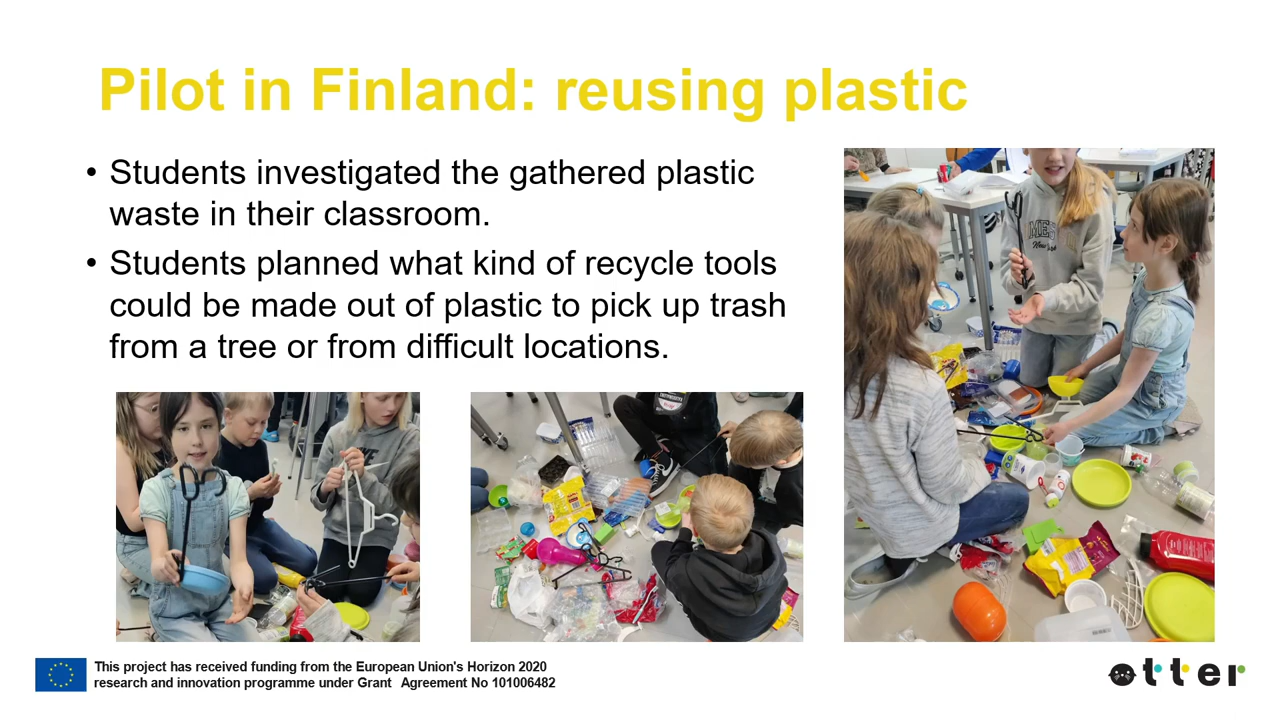 Pilot in Finland: reusing plastic
• Students investigated the gathered plastic
waste in their classroom.
• Students planned what kind of recycle tools
could be made out of plastic to pick up trash
from a tree or from difficult locations.
This project has received funding from the European Union's Horizon 2020
research and innovation programme under Grant Agreement No 101006482
otter